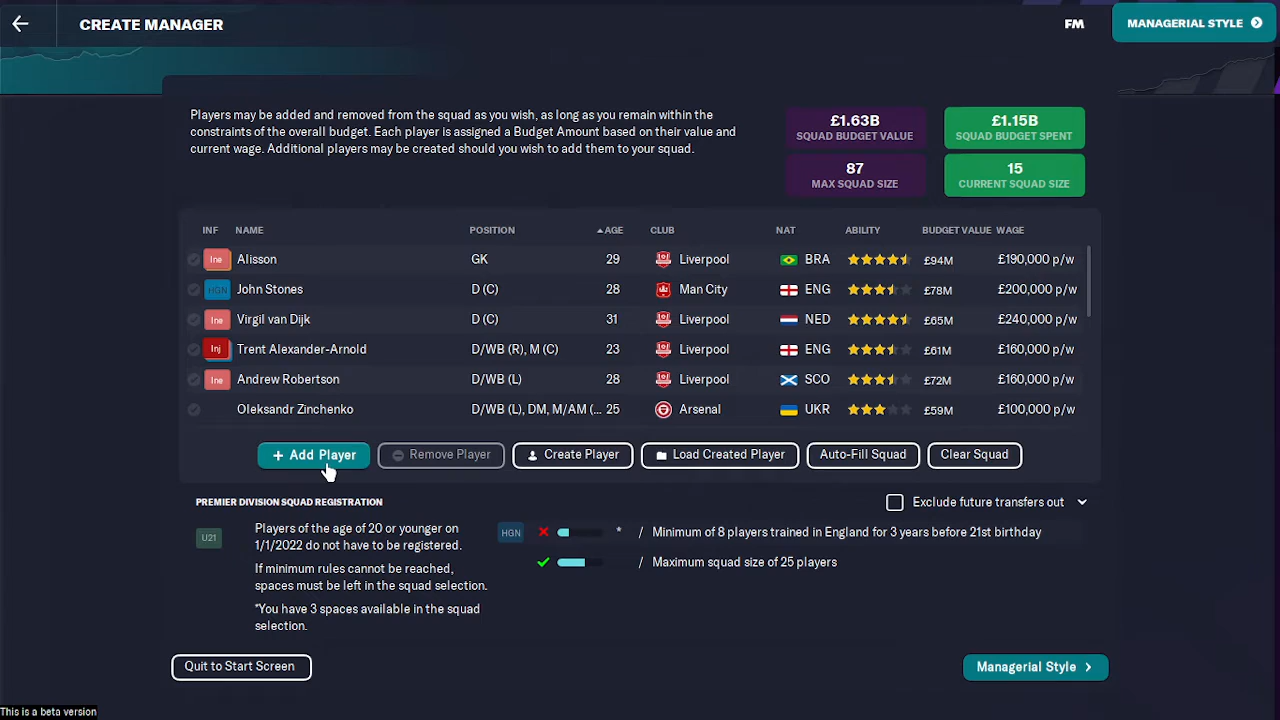 CREATE MANAGER
FM
MANAGERIAL STYLE
Players may be added and removed from the squad as you wish, as long as you remain within the
constraints of the overall budget. Each player is assigned a Budget Amount based on their value and
current wage. Additional players may be created should you wish to add them to your squad.
£1.63B
SQUAD BUDGET VALUE
£1.15B
SQUAD BUDGET SPENT
87
MAX SQUAD SIZE
15
CURRENT SQUAD SIZE
INF NAME POSITION AGE CLUB NAT ABILITY BUDGET VALUE WAGE
Ine Alisson GK 29 Liverpool BRA £94M £190,000 p/w
HGN John Stones D (C) 28 Man City ENG £78M £200,000 p/w
Ine Virgil van Dijk D (C) 31 Liverpool NED £65M £240,000 p/w
Inj Trent Alexander-Arnold D/WB (R), M (C) 23 Liverpool ENG £61M £160,000 p/w
Ine Andrew Robertson D/WB (L) 28 Liverpool SCO £72M £160,000 p/w
Oleksandr Zinchenko D/WB (L), DM, M/AM (... 25 Arsenal UKR £59M £100,000 p/w
+ Add Player
Remove Player
Create Player
Load Created Player
Auto-Fill Squad
Clear Squad
PREMIER DIVISION SQUAD REGISTRATION
Exclude future transfers out
U21
Players of the age of 20 or younger on
1/1/2022 do not have to be registered.
If minimum rules cannot be reached,
spaces must be left in the squad selection.
*You have 3 spaces available in the squad
selection.
HGN * / Minimum of 8 players trained in England for 3 years before 21st birthday
/ Maximum squad size of 25 players
Quit to Start Screen
Managerial Style
This is a beta version